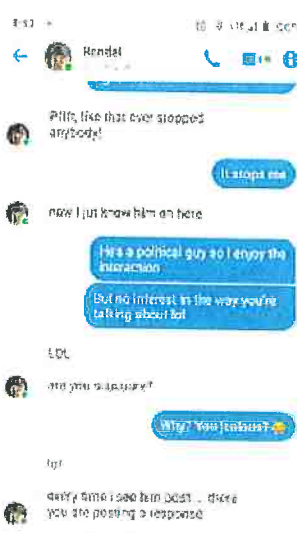 Randal
Pffft, like that ever stopped
anybody!
It stops me
now I jut know him on here
He's a political guy so I enjoy the
interaction
But no interest in the way you're
talking about lol
LOL
are you
Why? You jealous?
lol
every time i see him post ... there
you are posting a response